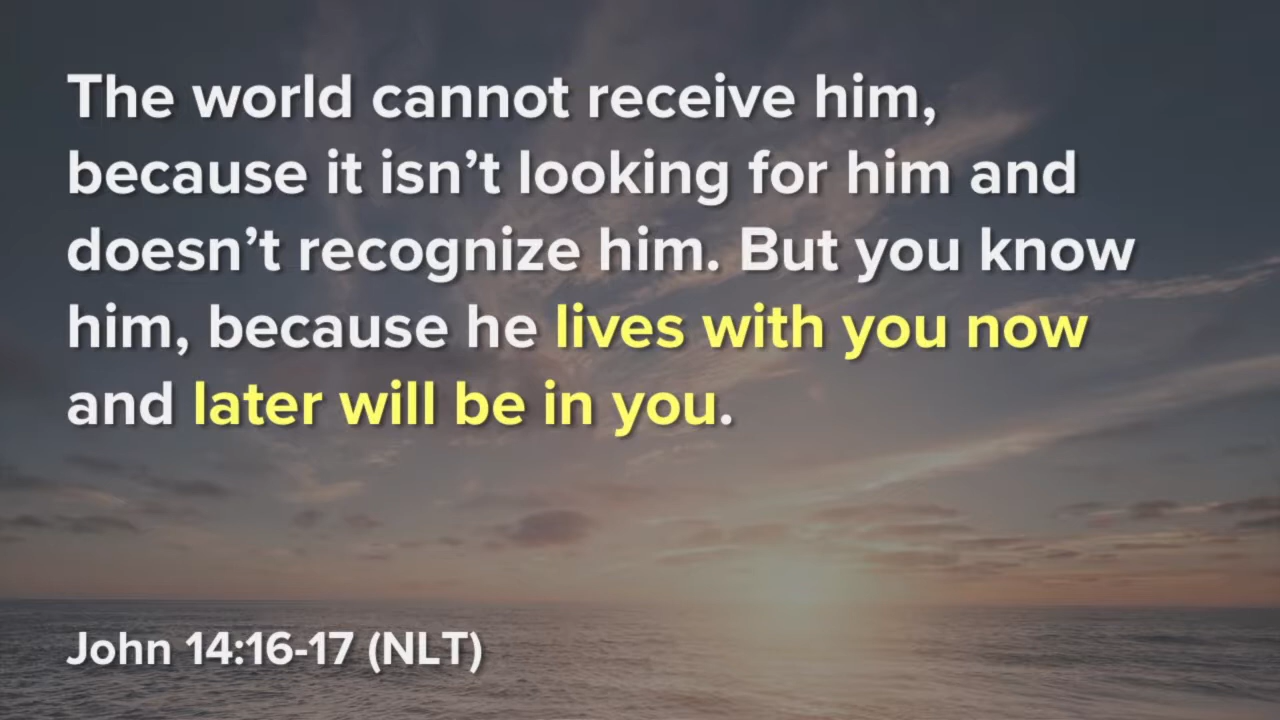 The world cannot receive him,
because it isn’t looking for him and
doesn’t recognize him. But you know
him, because he lives with you now
and later will be in you.
John 14:16-17 (NLT)